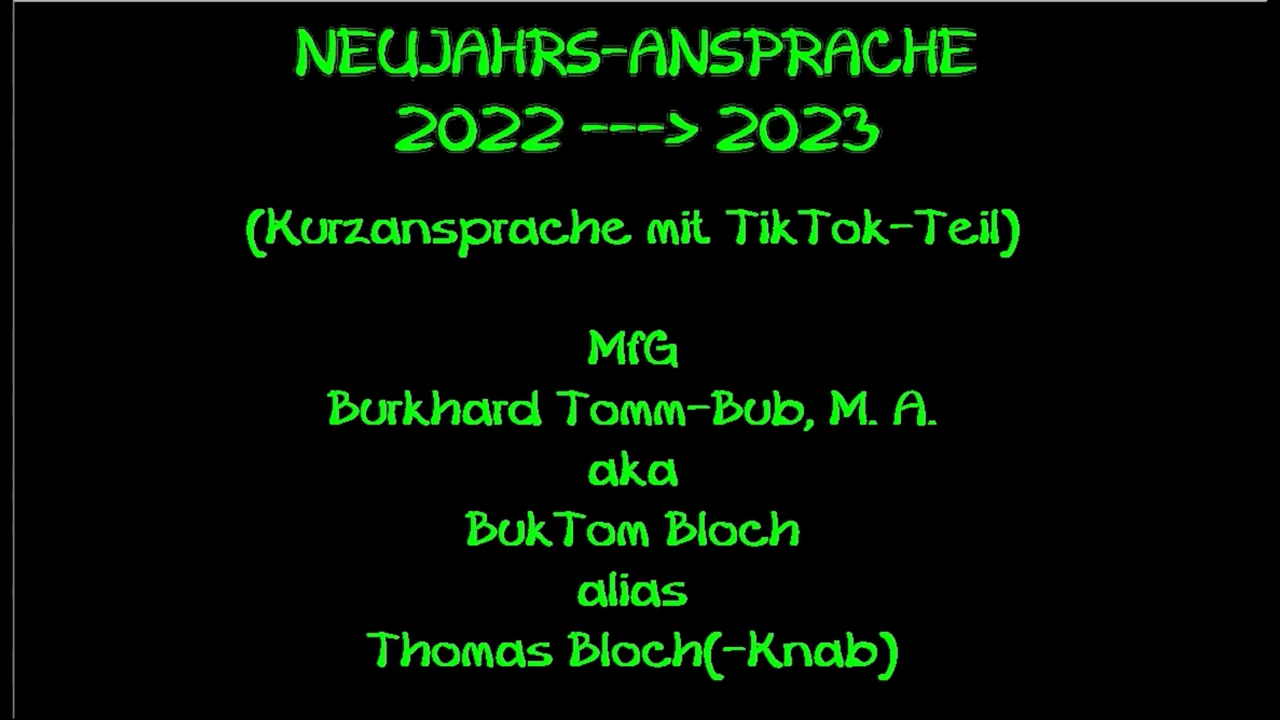 NEUJAHRS-ANSPRACHE
2022 ---> 2023
(Kurzansprache mit TikTok-Teil)
MfG
Burkhard Tomm-Bub, M. A.
aka
BukTom Bloch
alias
Thomas Bloch(-Knab)